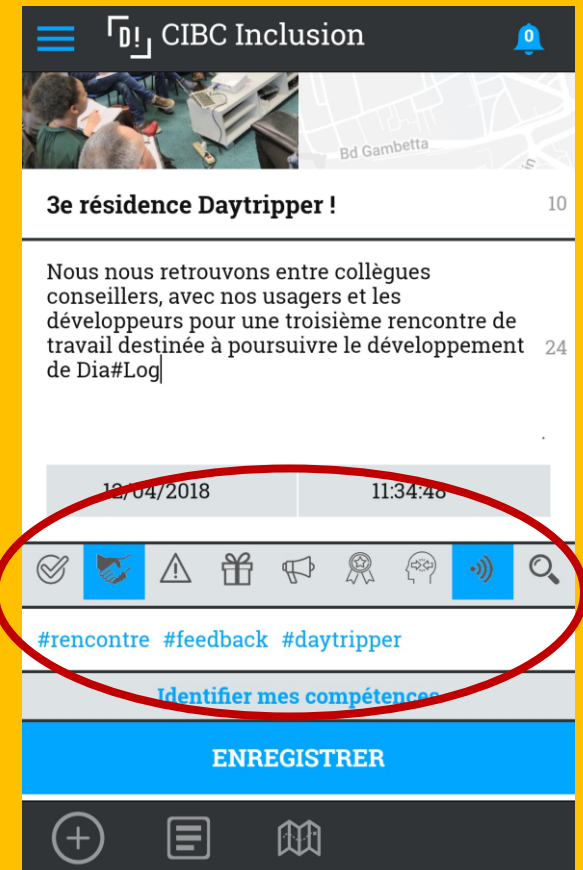 D! CIBC Inclusion
0
Bd Gambetta
3e résidence Daytripper ! 10
Nous nous retrouvons entre collègues
conseillers, avec nos usagers et les
développeurs pour une troisième rencontre de
travail destinée à poursuivre le développement 24
de Dia#Log
12/04/2018 11:34:48
#rencontre #feedback #daytripper
Identifier mes compétences
ENREGISTRER